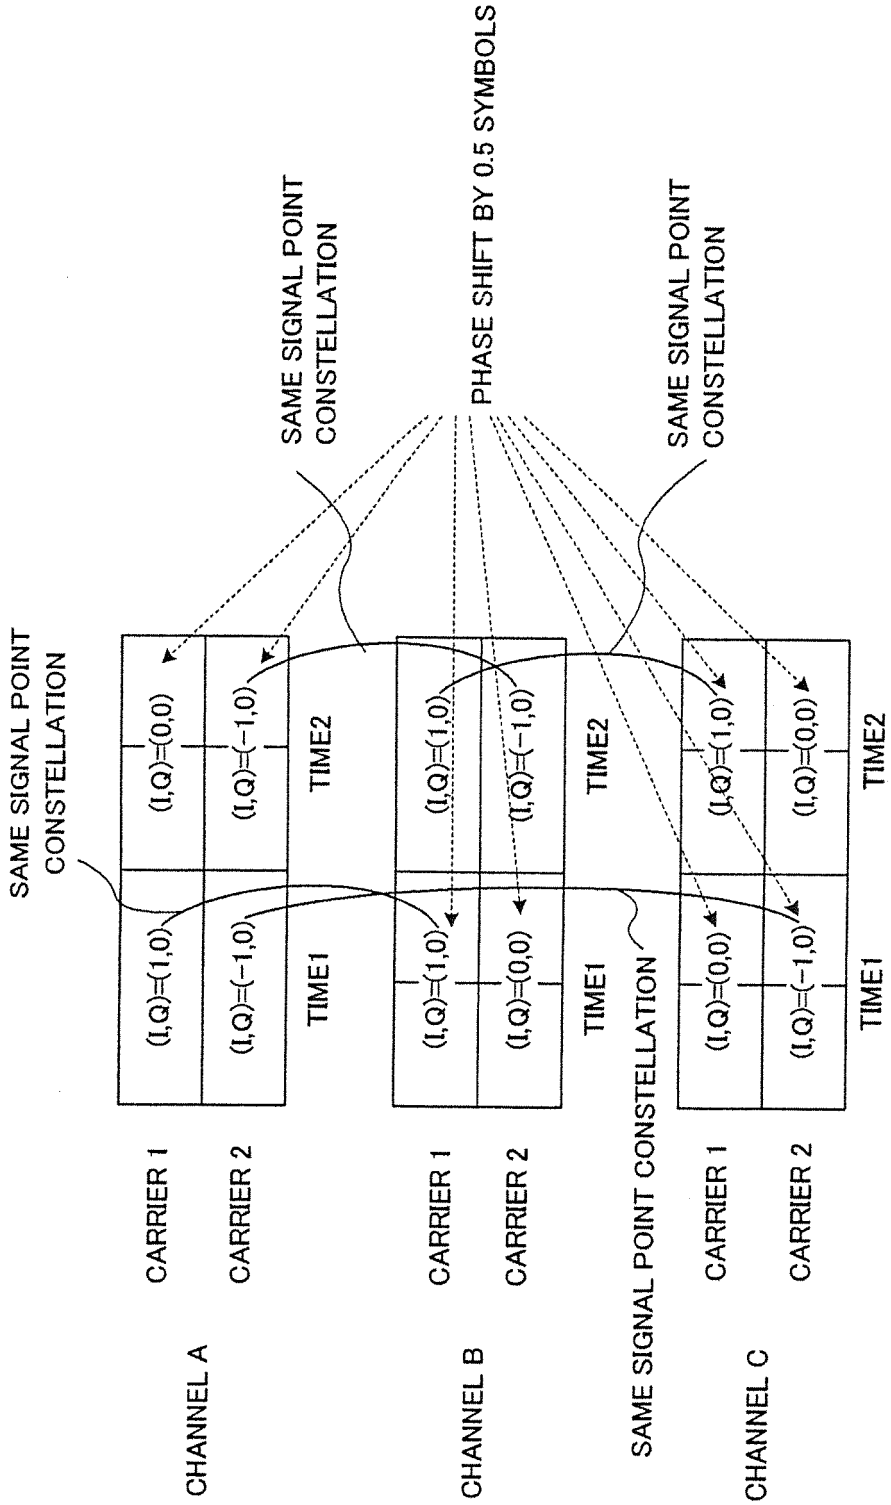 SAME SIGNAL POINT
CONSTELLATION
SAME SIGNAL POINT
CONSTELLATION
PHASE SHIFT BY 0.5 SYMBOLS
SAME SIGNAL POINT
CONSTELLATION
CHANNEL A
CARRIER 1
(I,Q)=(1,0)
(I,Q)=(0,0)
CARRIER 2
(I,Q)=(-1,0)
(I,Q)=(-1,0)
TIME1
TIME2
CHANNEL B
CARRIER 1
(I,Q)=(1,0)
(I,Q)=(1,0)
CARRIER 2
(I,Q)=(0,0)
(I,Q)=(-1,0)
TIME1
TIME2
SAME SIGNAL POINT CONSTELLATION
CHANNEL C
CARRIER 1
(I,Q)=(0,0)
(I,Q)=(1,0)
CARRIER 2
(I,Q)=(-1,0)
(I,Q)=(0,0)
TIME1
TIME2